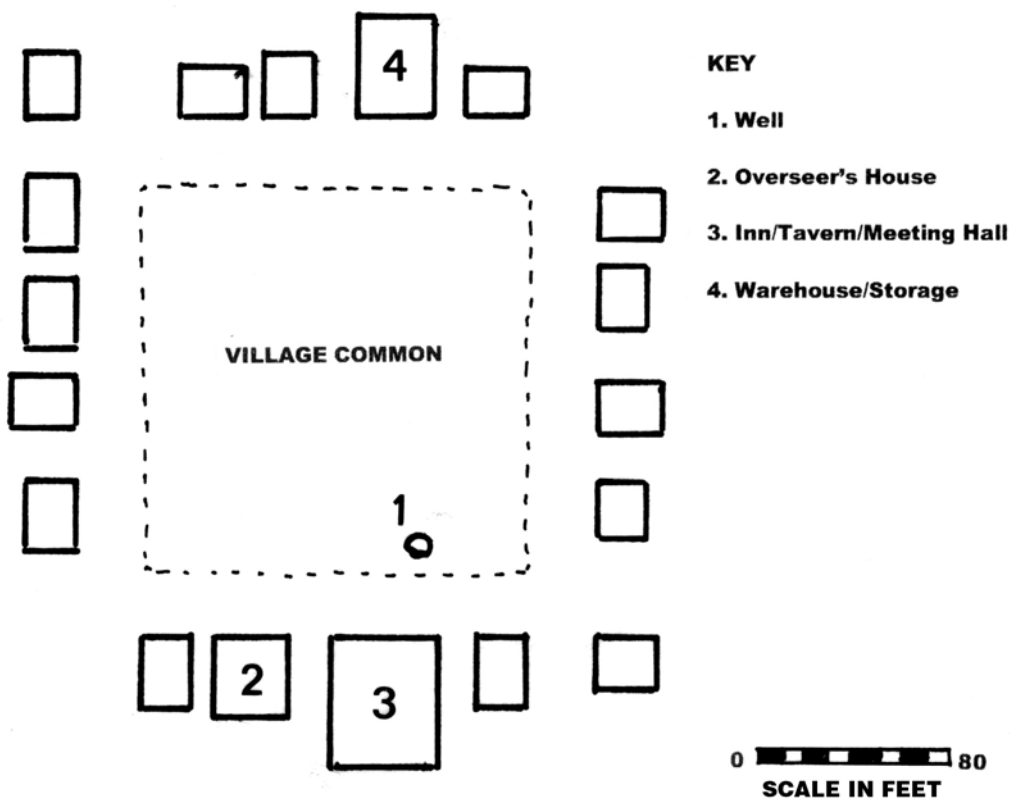 4
KEY
1. Well
2. Overseer's House
3. Inn/Tavern/Meeting Hall
4. Warehouse/Storage
VILLAGE COMMON
1
2
3
0 80
SCALE IN FEET